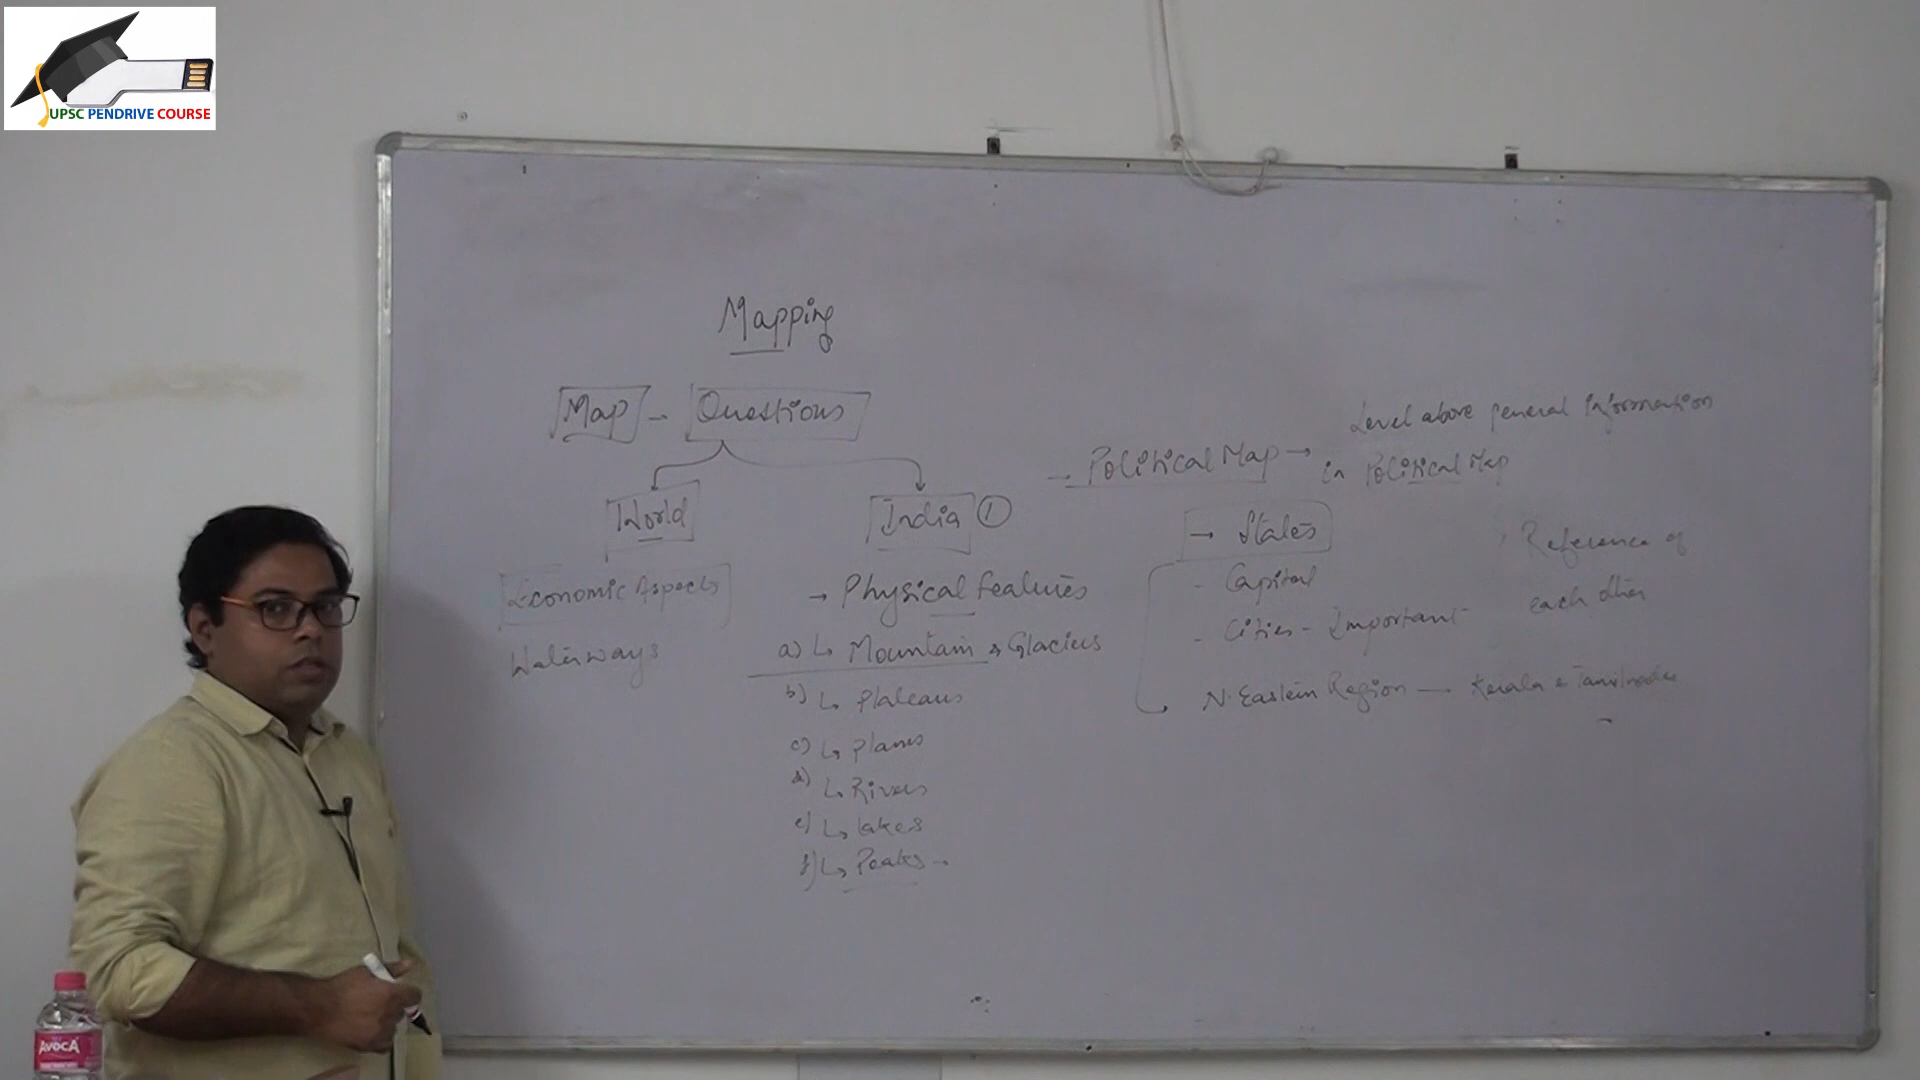 UPSC PENDRIVE COURSE
Mapping
Map - Questions
World
India ①
Economic Aspects
Waterways
→ Physical features
a) ↳ Mountain & Glaciers
b) ↳ Plateaus
c) ↳ Planes
d) ↳ Rivers
e) ↳ Lakes
f) ↳ Peaks -
→ Political Map →
Level above general information
in Political Map
→ States
- Capital
- Cities - Important
Reference of
each other
N. Eastern Region — Kerala & Tamilnadu
AVOCA